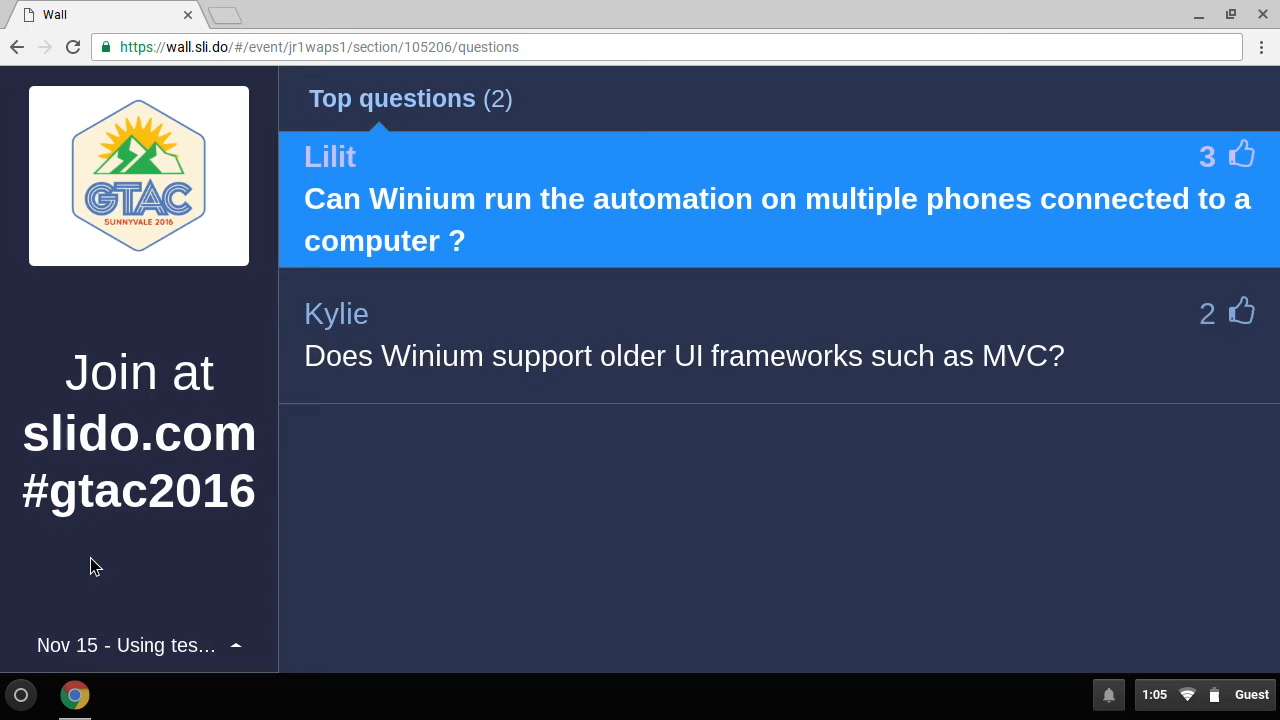 Wall
https://wall.sli.do/#/event/jr1waps1/section/105206/questions
GTAC
SUNNYVALE 2016
Join at
slido.com
#gtac2016
Nov 15 - Using tes...
Top questions (2)
Lilit
3
Can Winium run the automation on multiple phones connected to a
computer ?
Kylie
2
Does Winium support older UI frameworks such as MVC?
1:05
Guest